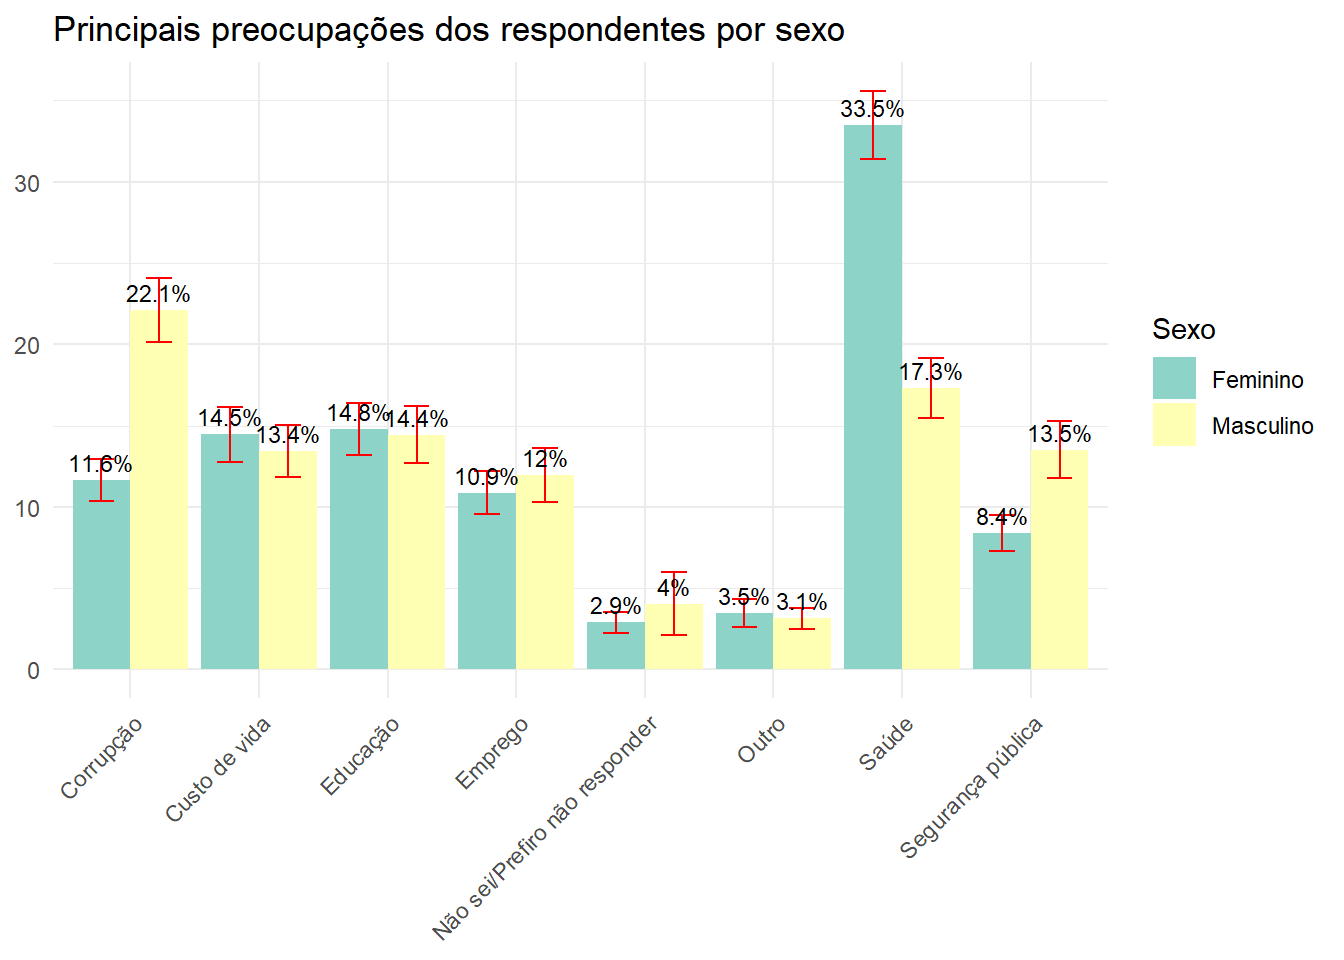 Principais preocupações dos respondentes por sexo
30
20
10
0
11.6%
22.1%
14.5%
13.4%
14.8%
14.4%
10.9%
12%
2.9%
4%
3.5%
3.1%
33.5%
17.3%
8.4%
13.5%
Corrupção
Custo de vida
Educação
Emprego
Não sei/Prefiro não responder
Outro
Saúde
Segurança pública
Sexo
Feminino
Masculino